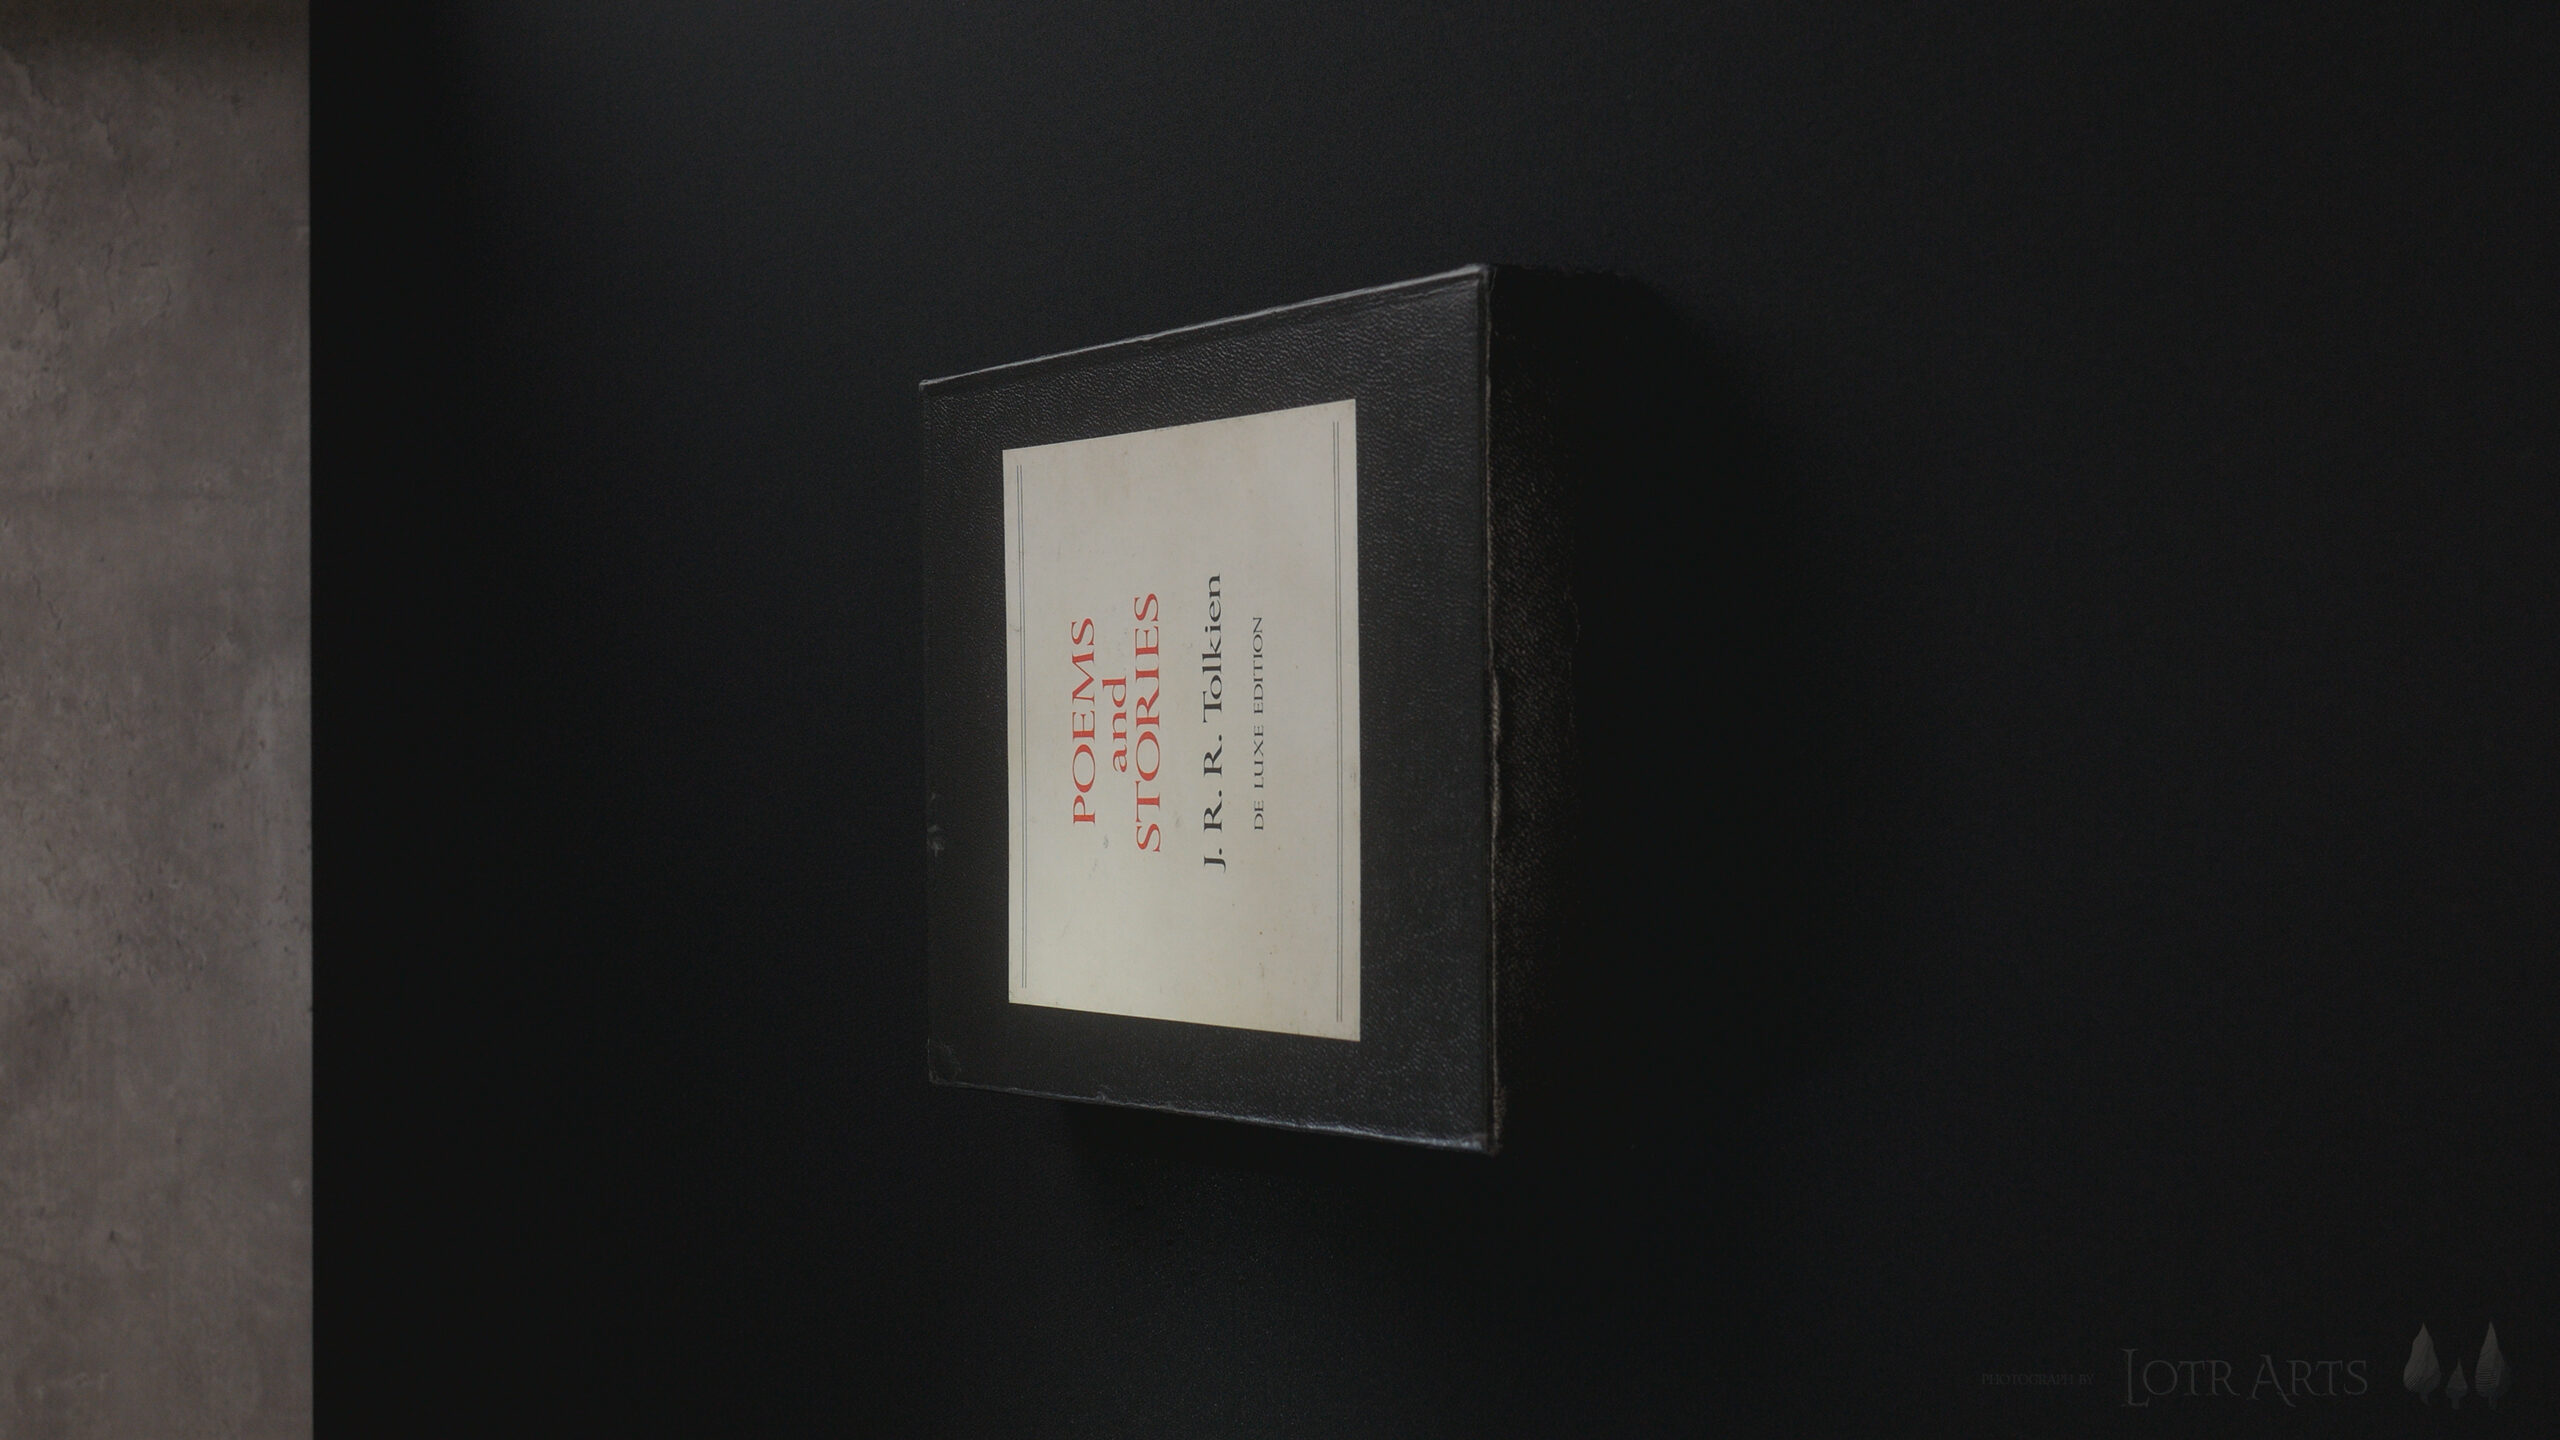 POEMS
and
STORIES
J. R. R. Tolkien
DE LUXE EDITION
PHOTOGRAPH BY
LOTR ARTS